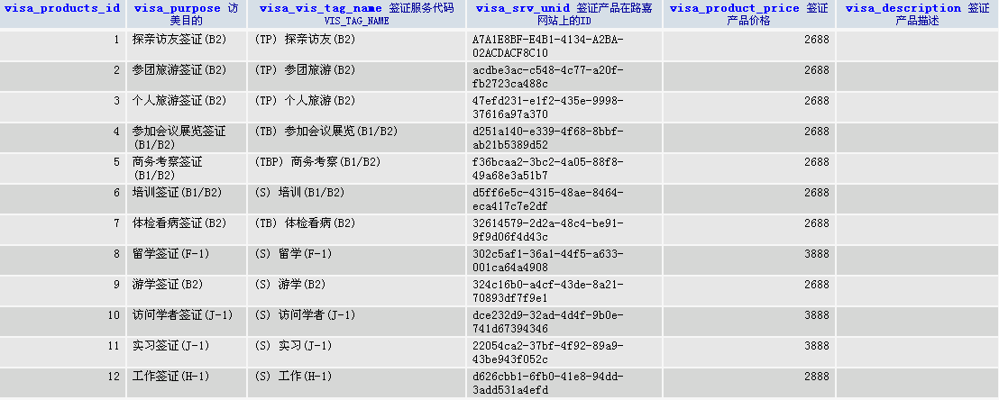 visa_products_id visa_purpose 访 visa_vis_tag_name 签证服务代码 visa_srv_unid 签证产品在路嘉 visa_product_price 签证 visa_description 签证
美目的 VIS_TAG_NAME 网站上的ID 产品价格 产品描述
1 探亲访友签证(B2) (TP) 探亲访友(B2) A7A1E8BF-E4B1-4134-A2BA- 2688
02ACDACF8C10
2 参团旅游签证(B2) (TP) 参团旅游(B2) acdbe3ac-c548-4c77-a20f- 2688
fb2723ca488c
3 个人旅游签证(B2) (TP) 个人旅游(B2) 47efd231-e1f2-435e-9998- 2688
37616a97a370
4 参加会议展览签证 (TB) 参加会议展览(B1/B2) d251a140-e339-4f68-8bbf- 2688
(B1/B2) ab21b5389d52
5 商务考察签证 (TBP) 商务考察(B1/B2) f36bcaa2-3bc2-4a05-88f8- 2688
(B1/B2) 49a68e3a51b7
6 培训签证(B1/B2) (S) 培训(B1/B2) d5ff6e5c-4315-48ae-8464- 2688
eca417c7e2df
7 体检看病签证(B2) (TB) 体检看病(B2) 32614579-2d2a-48c4-be91- 2688
9f9d06f4d43c
8 留学签证(F-1) (S) 留学(F-1) 302c5af1-36a1-44f5-a633- 3888
001ca64a4908
9 游学签证(B2) (S) 游学(B2) 324c16b0-a4cf-43de-8a21- 2688
70893df7f9e1
10 访问学者签证(J-1) (S) 访问学者(J-1) dce232d9-32ad-4d4f-9b0e- 3888
741d67394346
11 实习签证(J-1) (S) 实习(J-1) 22054ca2-37bf-4f92-89a9- 3888
43be943f052c
12 工作签证(H-1) (S) 工作(H-1) d626cbb1-6fb0-41e8-94dd- 2888
3add531a4efd